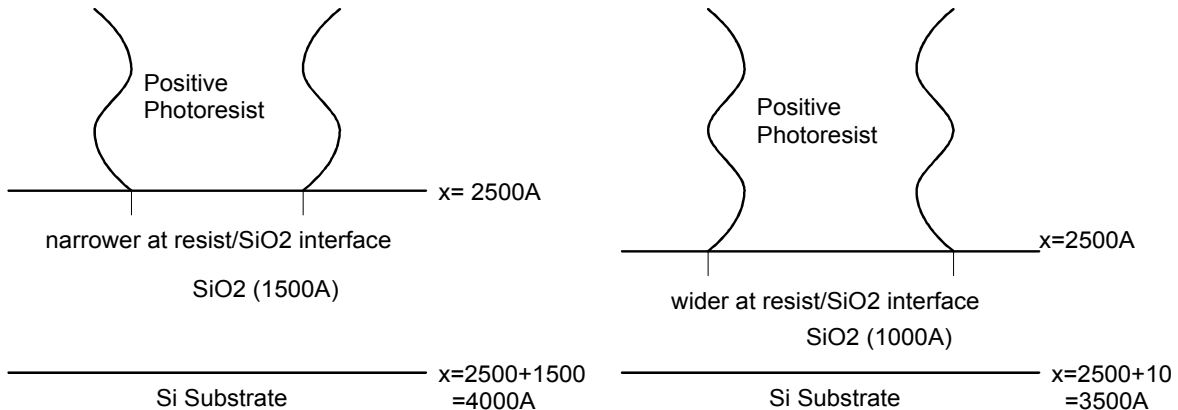 Positive
Photoresist
x= 2500A
narrower at resist/SiO2 interface
SiO2 (1500A)
x=2500+1500
=4000A
Si Substrate
Positive
Photoresist
x=2500A
wider at resist/SiO2 interface
SiO2 (1000A)
x=2500+10
=3500A
Si Substrate